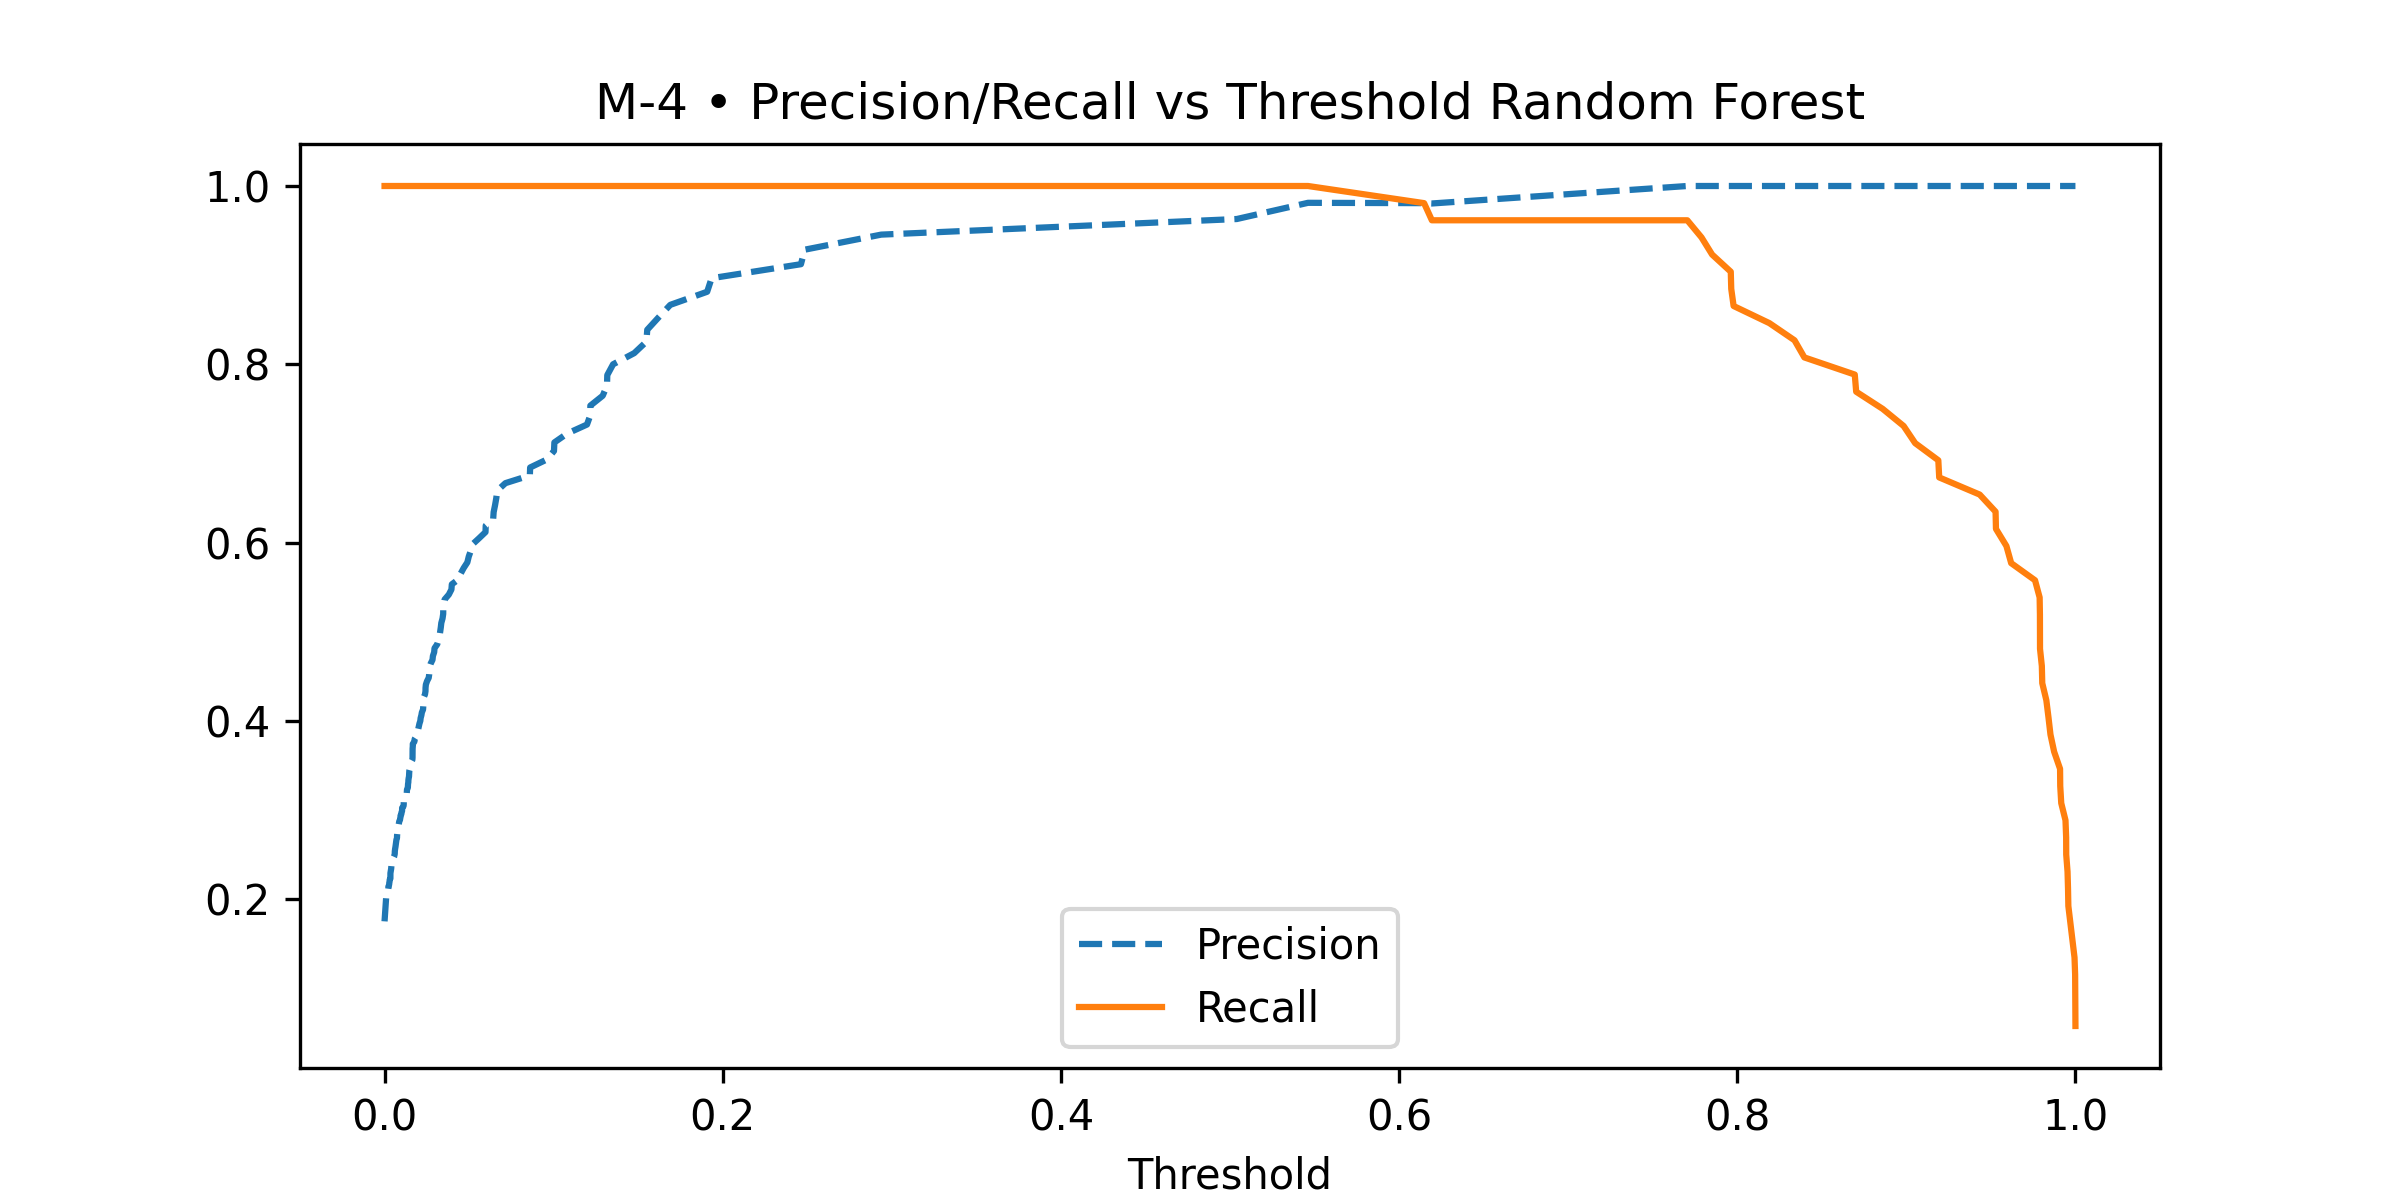 M-4 • Precision/Recall vs Threshold Random Forest
1.0
0.8
0.6
0.4
0.2
Precision
Recall
0.0 0.2 0.4 0.6 0.8 1.0
Threshold